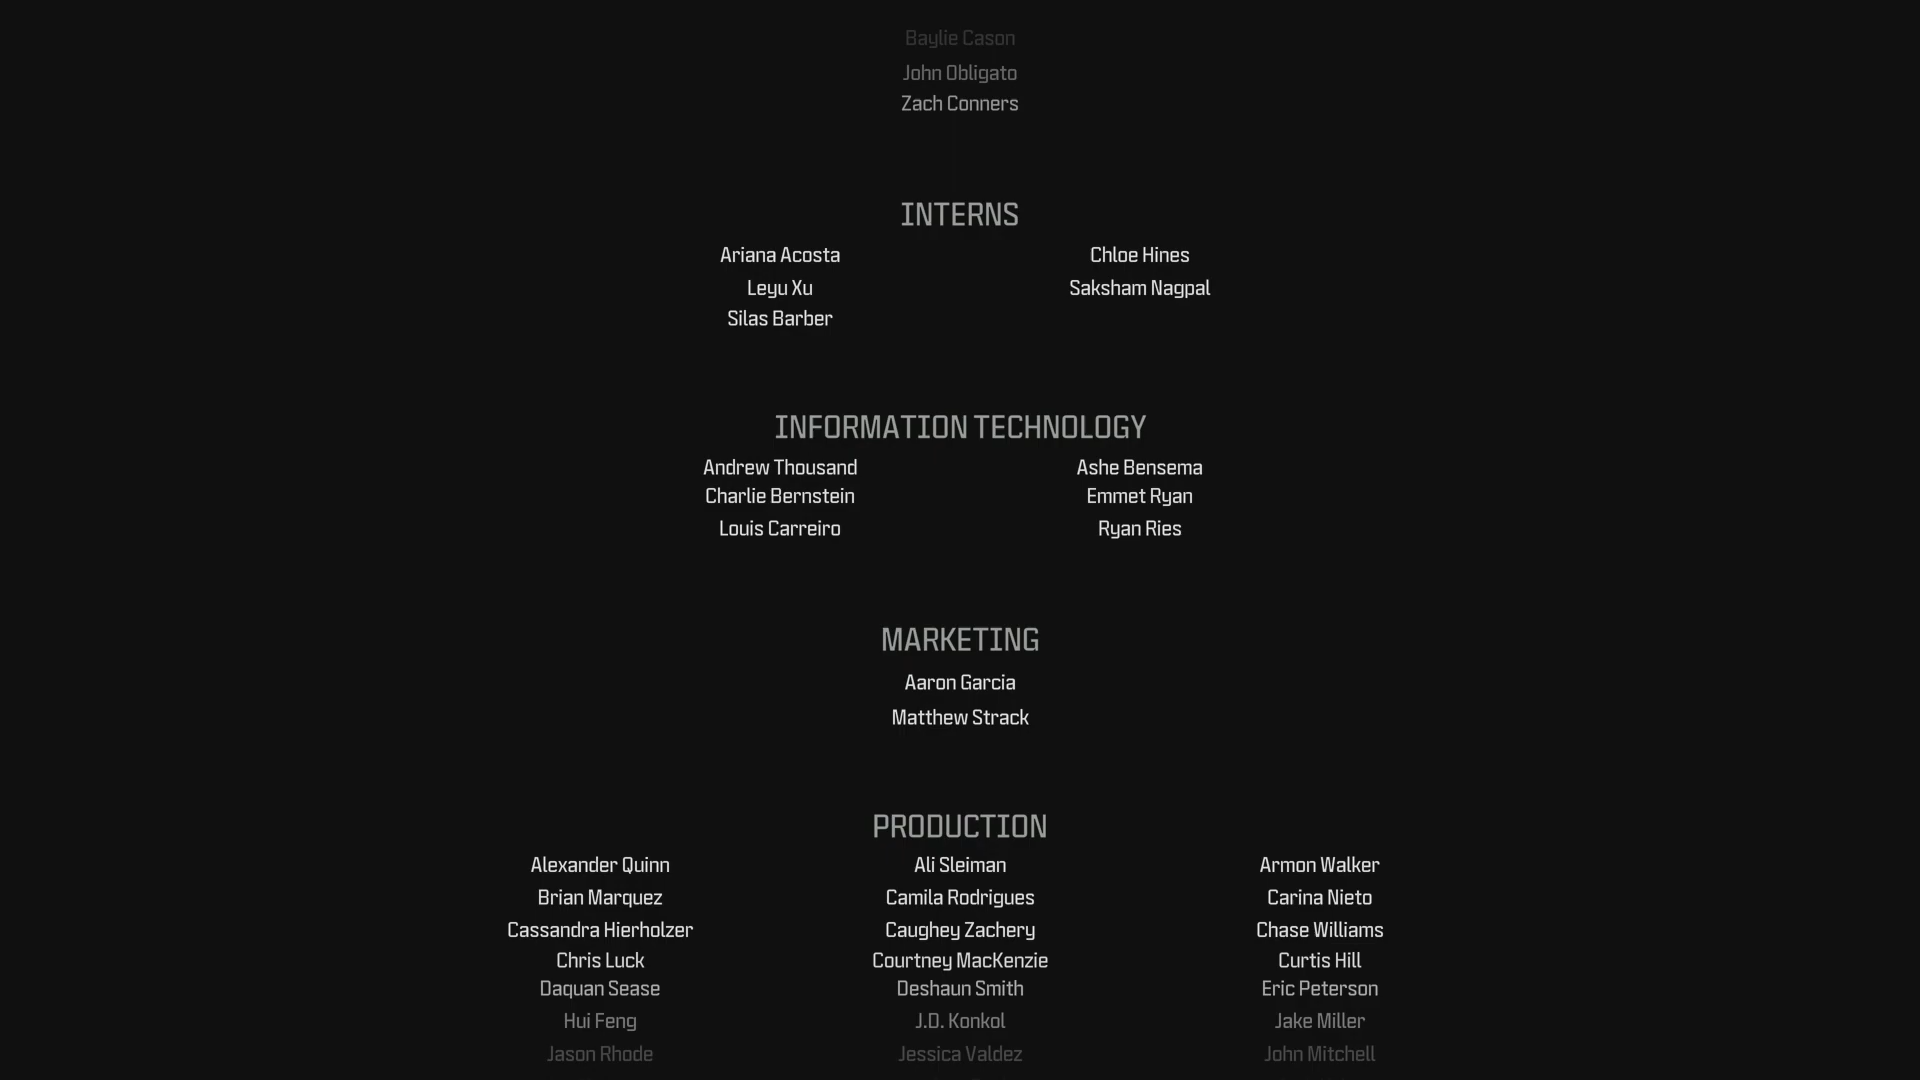 Baylie Cason
John Obligato
Zach Conners
INTERNS
Ariana Acosta Chloe Hines
Leyu Xu Saksham Nagpal
Silas Barber
INFORMATION TECHNOLOGY
Andrew Thousand Ashe Bensema
Charlie Bernstein Emmet Ryan
Louis Carreiro Ryan Ries
MARKETING
Aaron Garcia
Matthew Strack
PRODUCTION
Alexander Quinn Ali Sleiman Armon Walker
Brian Marquez Camila Rodrigues Carina Nieto
Cassandra Hierholzer Caughey Zachery Chase Williams
Chris Luck Courtney MacKenzie Curtis Hill
Daquan Sease Deshaun Smith Eric Peterson
Hui Feng J.D. Konkol Jake Miller
Jason Rhode Jessica Valdez John Mitchell